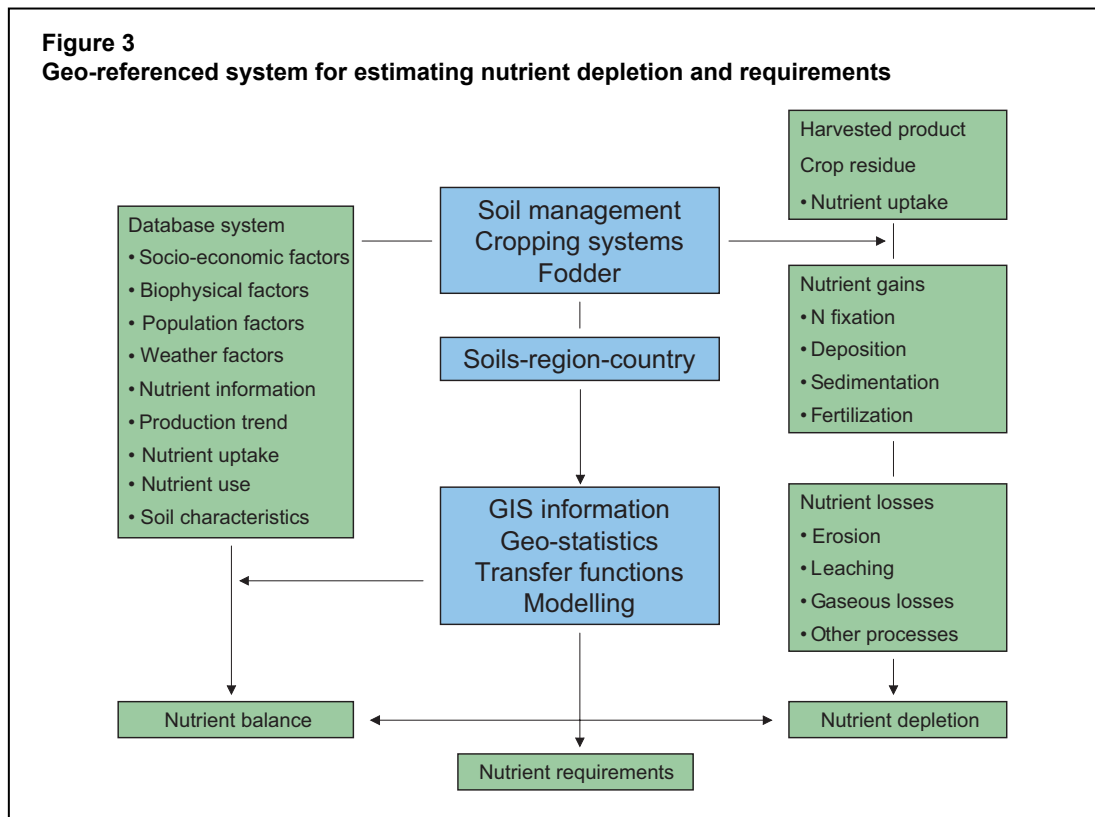 Figure 3
Geo-referenced system for estimating nutrient depletion and requirements
Database system
• Socio-economic factors
• Biophysical factors
• Population factors
• Weather factors
• Nutrient information
• Production trend
• Nutrient uptake
• Nutrient use
• Soil characteristics
Soil management
Cropping systems
Fodder
Soils-region-country
GIS information
Geo-statistics
Transfer functions
Modelling
Harvested product
Crop residue
• Nutrient uptake
Nutrient gains
• N fixation
• Deposition
• Sedimentation
• Fertilization
Nutrient losses
• Erosion
• Leaching
• Gaseous losses
• Other processes
Nutrient balance
Nutrient depletion
Nutrient requirements